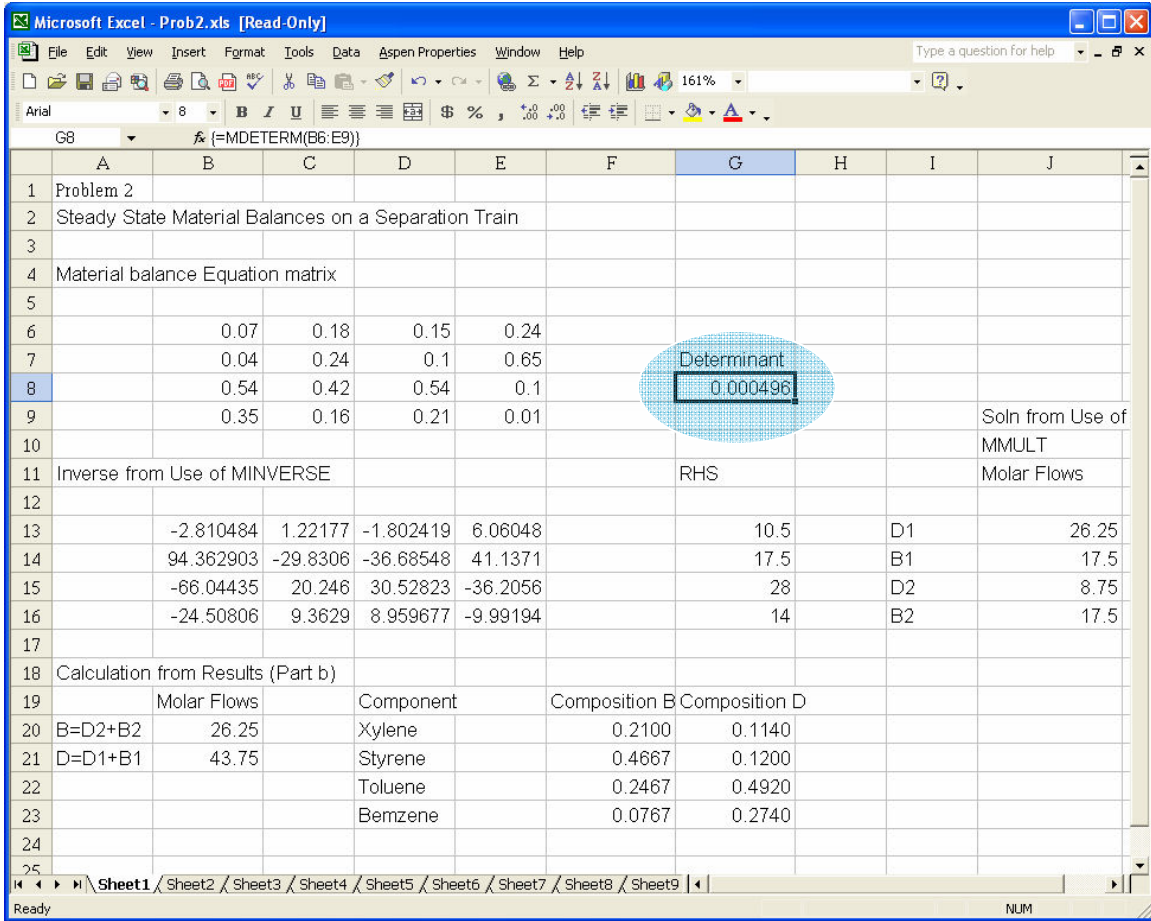 Microsoft Excel - Prob2.xls [Read-Only]
File Edit View Insert Format Tools Data Aspen Properties Window Help Type a question for help
161%
Arial 8 B I U $ % ,
G8 fx {=MDETERM(B6:E9)}
A B C D E F G H I J
1 Problem 2
2 Steady State Material Balances on a Separation Train
3
4 Material balance Equation matrix
5
6 0.07 0.18 0.15 0.24
7 0.04 0.24 0.1 0.65 Determinant
8 0.54 0.42 0.54 0.1 0.000496
9 0.35 0.16 0.21 0.01 Soln from Use of
10 MMULT
11 Inverse from Use of MINVERSE RHS Molar Flows
12
13 -2.810484 1.22177 -1.802419 6.06048 10.5 D1 26.25
14 94.362903 -29.8306 -36.68548 41.1371 17.5 B1 17.5
15 -66.04435 20.246 30.52823 -36.2056 28 D2 8.75
16 -24.50806 9.3629 8.959677 -9.99194 14 B2 17.5
17
18 Calculation from Results (Part b)
19 Molar Flows Component Composition B Composition D
20 B=D2+B2 26.25 Xylene 0.2100 0.1140
21 D=D1+B1 43.75 Styrene 0.4667 0.1200
22 Toluene 0.2467 0.4920
23 Bemzene 0.0767 0.2740
24
25
Sheet1 Sheet2 Sheet3 Sheet4 Sheet5 Sheet6 Sheet7 Sheet8 Sheet9
Ready NUM